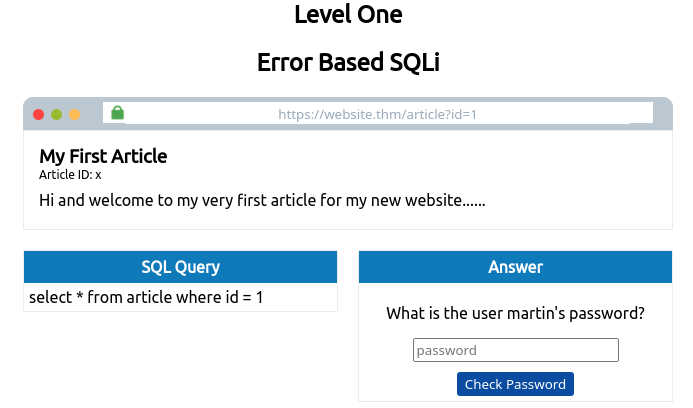 Level One
Error Based SQLi
https://website.thm/article?id=1
My First Article
Article ID: x
Hi and welcome to my very first article for my new website......
SQL Query
select * from article where id = 1
Answer
What is the user martin's password?
password
Check Password